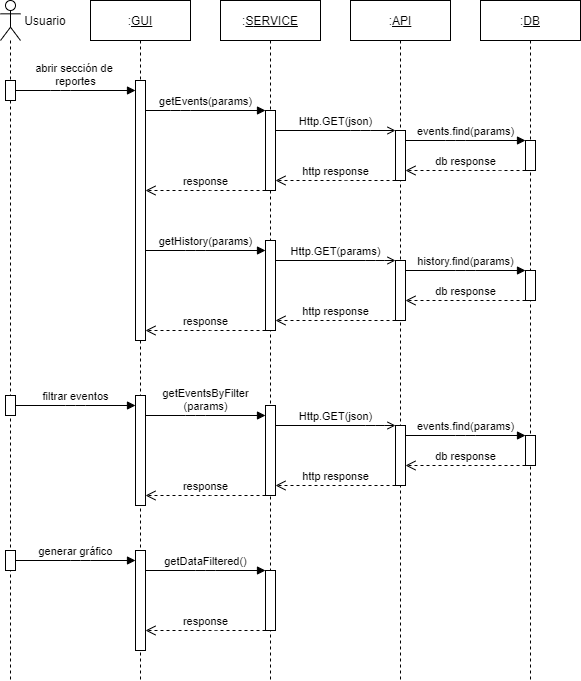 Usuario
:GUI
:SERVICE
:API
:DB
abrir sección de
reportes
getEvents(params)
Http.GET(json)
events.find(params)
db response
http response
response
getHistory(params)
Http.GET(params)
history.find(params)
db response
http response
response
filtrar eventos
getEventsByFilter
(params)
Http.GET(json)
events.find(params)
db response
http response
response
generar gráfico
getDataFiltered()
response